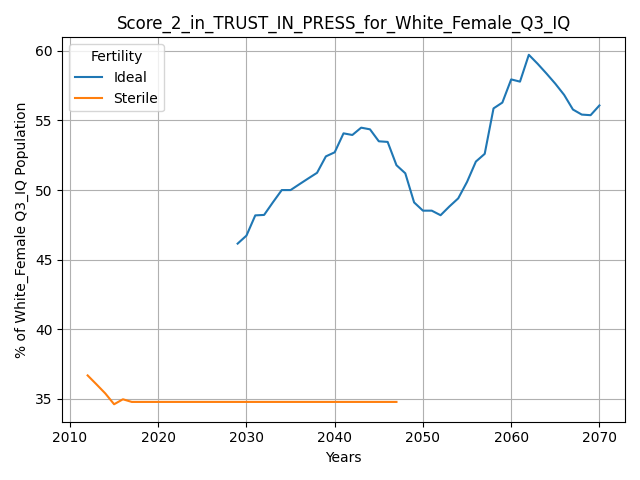 Score_2_in_TRUST_IN_PRESS_for_White_Female_Q3_IQ
Fertility
Ideal
Sterile
% of White_Female Q3_IQ Population
60
55
50
45
40
35
2010
2020
2030
2040
2050
2060
2070
Years